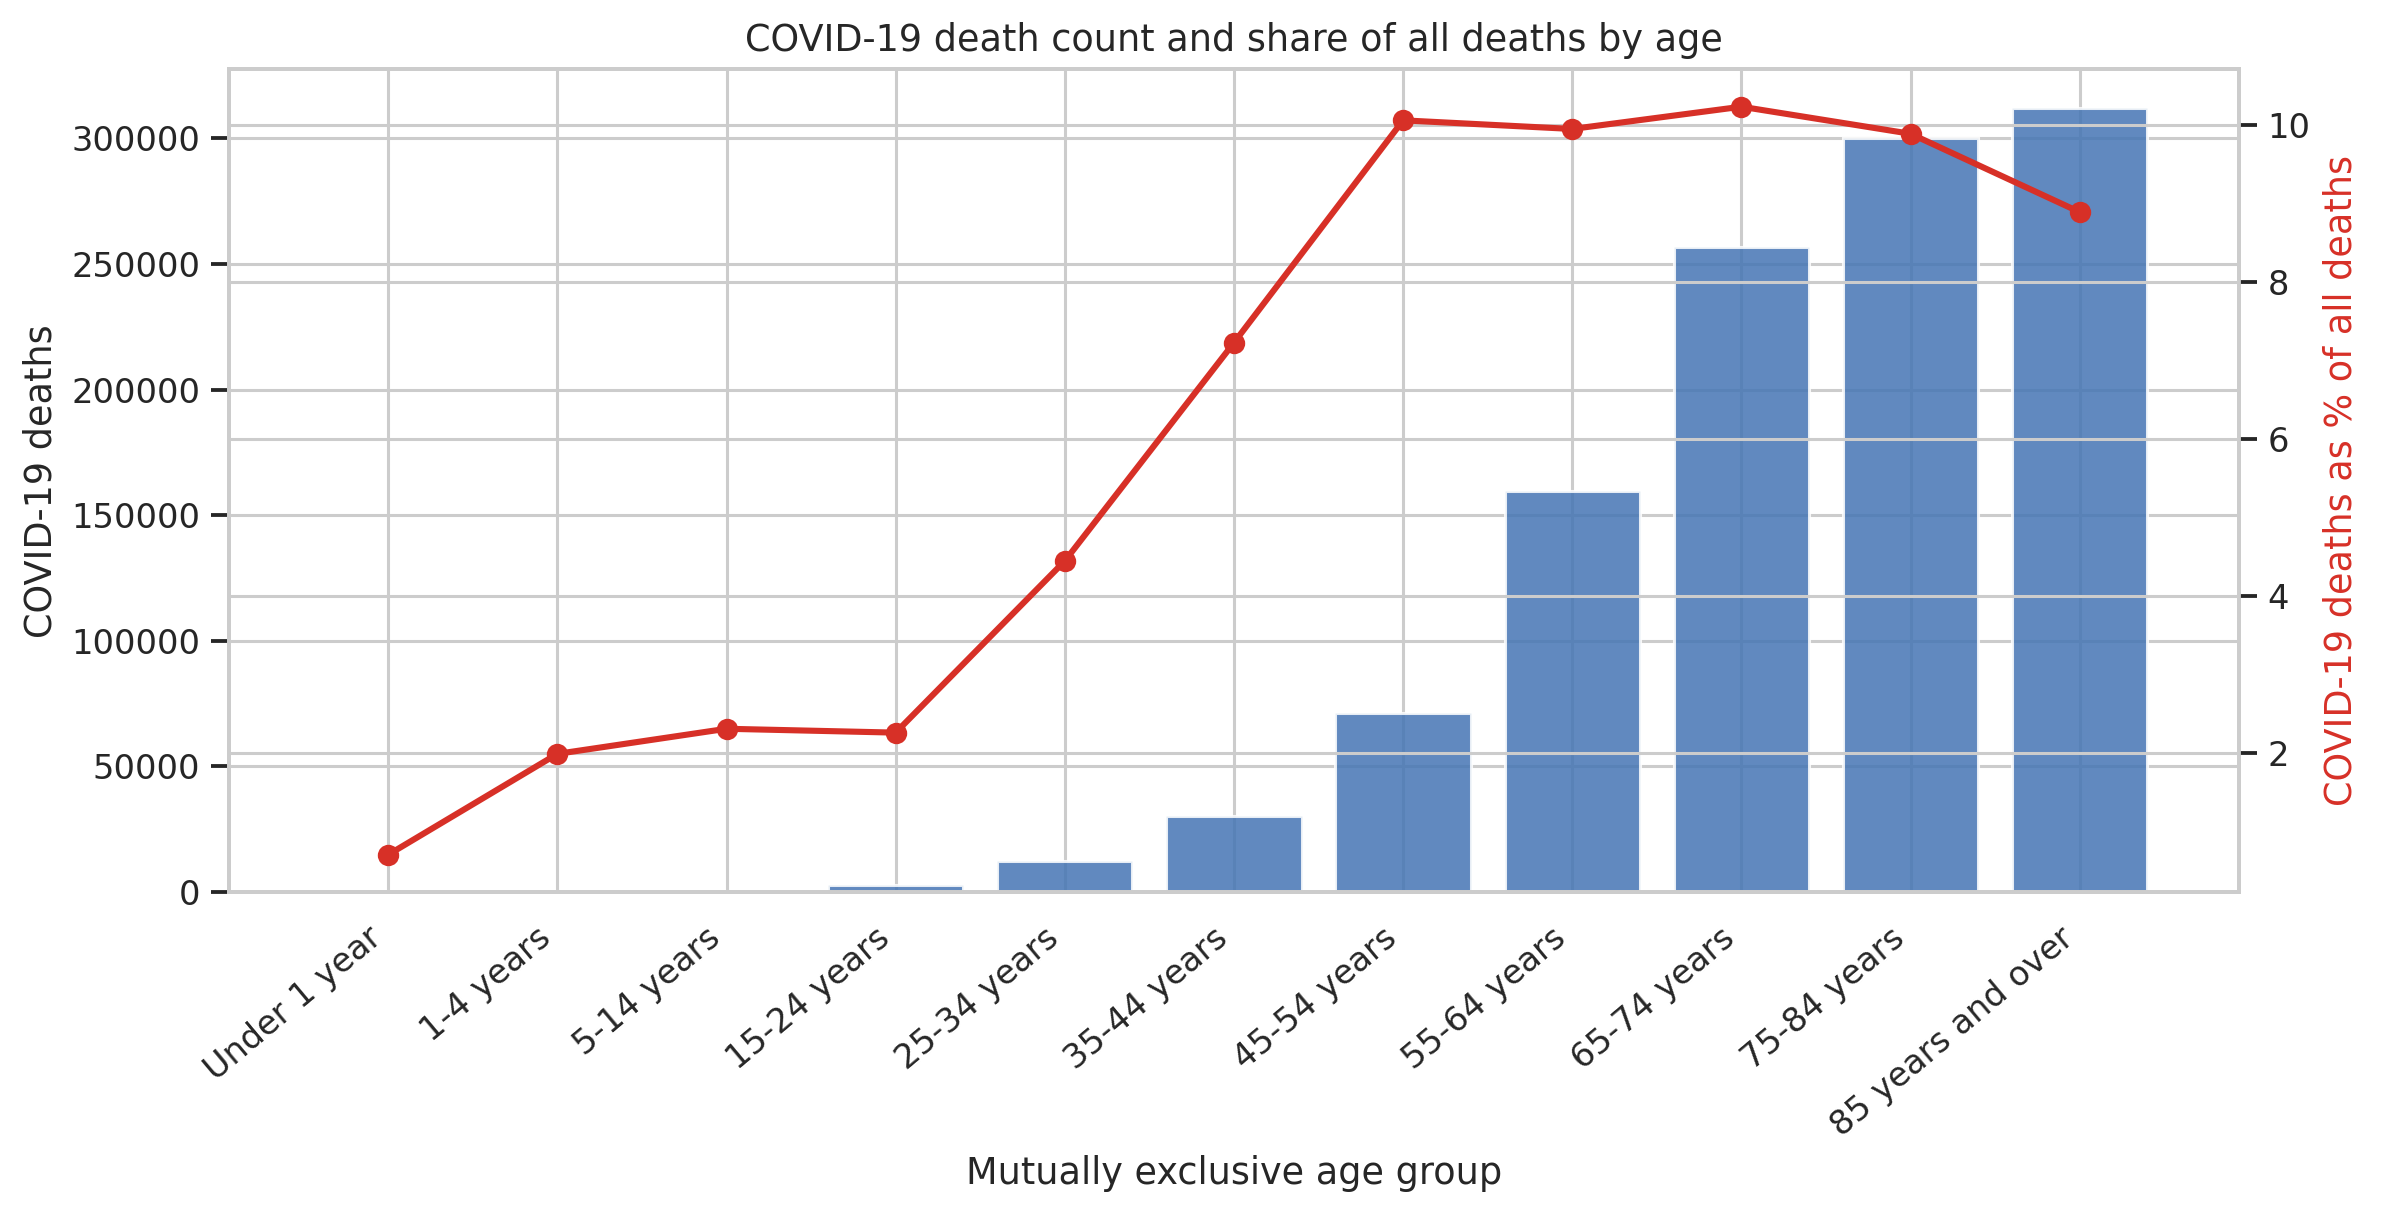 COVID-19 death count and share of all deaths by age
COVID-19 deaths
300000
250000
200000
150000
100000
50000
0
10
8
6
4
2
COVID-19 deaths as % of all deaths
Under 1 year
1-4 years
5-14 years
15-24 years
25-34 years
35-44 years
45-54 years
55-64 years
65-74 years
75-84 years
85 years and over
Mutually exclusive age group